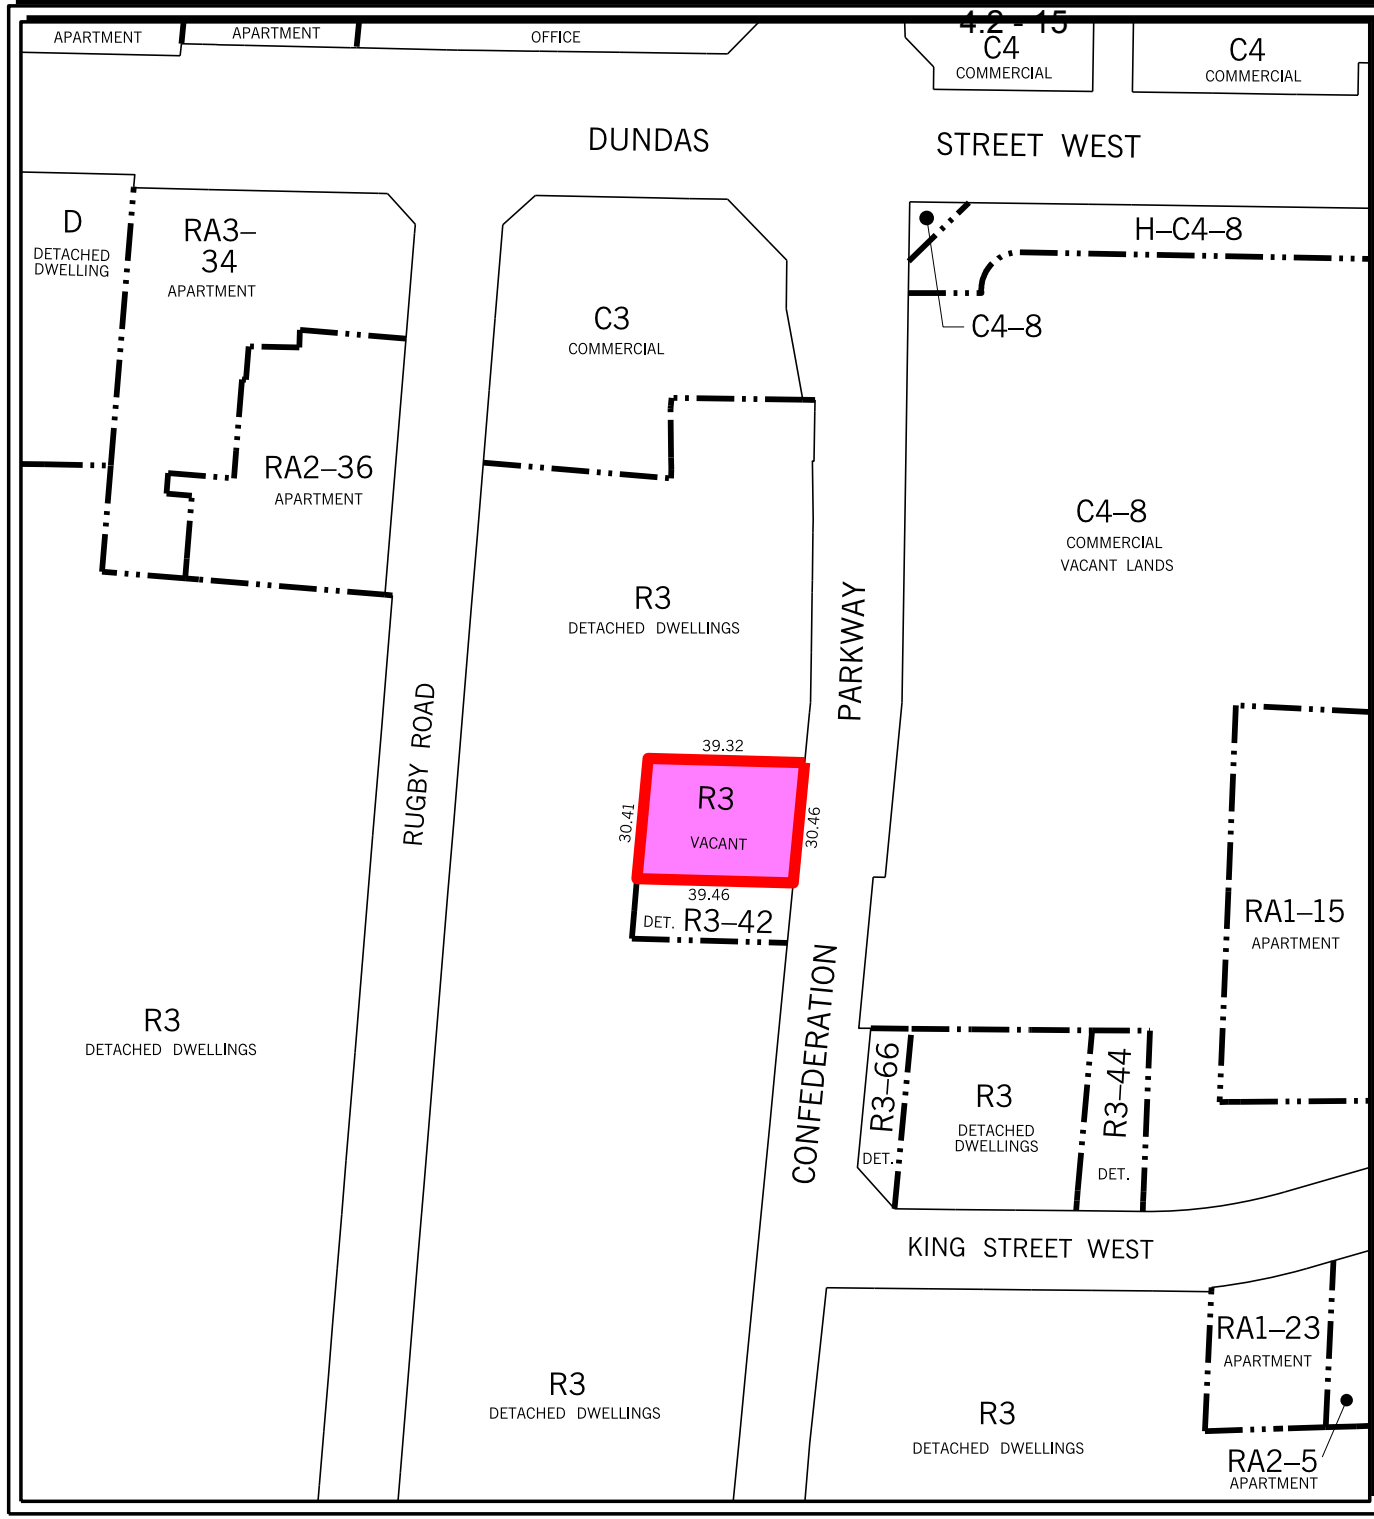 APARTMENT
APARTMENT
OFFICE
4.2 - 15
C4
COMMERCIAL
C4
COMMERCIAL
DUNDAS
STREET WEST
D
DETACHED
DWELLING
RA3–
34
APARTMENT
H–C4–8
C4–8
C3
COMMERCIAL
RA2–36
APARTMENT
C4–8
COMMERCIAL
VACANT LANDS
R3
DETACHED DWELLINGS
PARKWAY
RUGBY ROAD
39.32
R3
VACANT
30.41
30.46
39.46
DET. R3–42
RA1–15
APARTMENT
CONFEDERATION
R3
DETACHED DWELLINGS
R3–66
DET.
R3
DETACHED
DWELLINGS
R3–44
DET.
KING STREET WEST
RA1–23
APARTMENT
R3
DETACHED DWELLINGS
R3
DETACHED DWELLINGS
RA2–5
APARTMENT